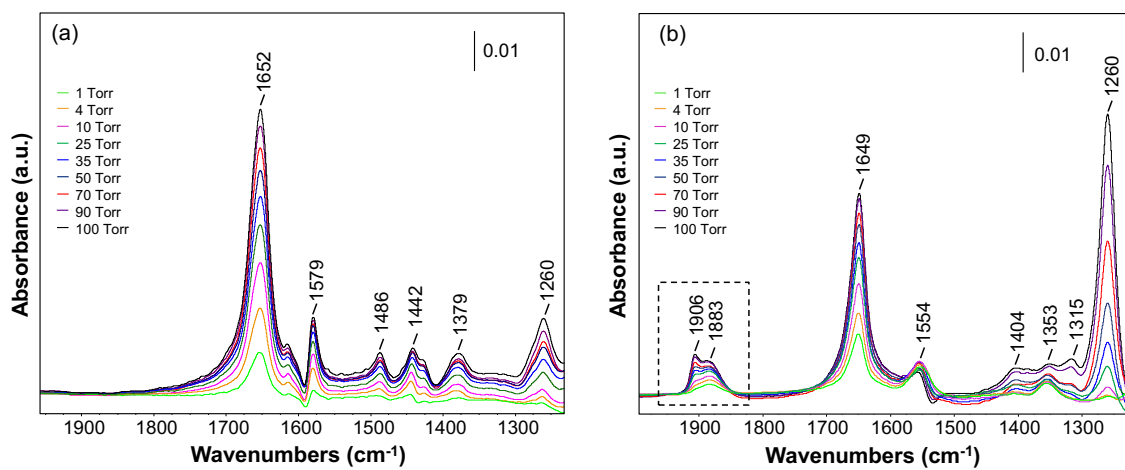 (a)
0.01
1652
1 Torr
4 Torr
10 Torr
25 Torr
35 Torr
50 Torr
70 Torr
90 Torr
100 Torr
1579
1486
1442
1379
1260
Absorbance (a.u.)
1900 1800 1700 1600 1500 1400 1300
Wavenumbers (cm-1)
(b)
0.01
1260
1 Torr
4 Torr
10 Torr
25 Torr
35 Torr
50 Torr
70 Torr
90 Torr
100 Torr
1649
1906
1883
1554
1404
1353
1315
Absorbance (a.u.)
1900 1800 1700 1600 1500 1400 1300
Wavenumbers (cm-1)